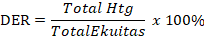 DER = Total Htg / TotalEkuitas x 100%